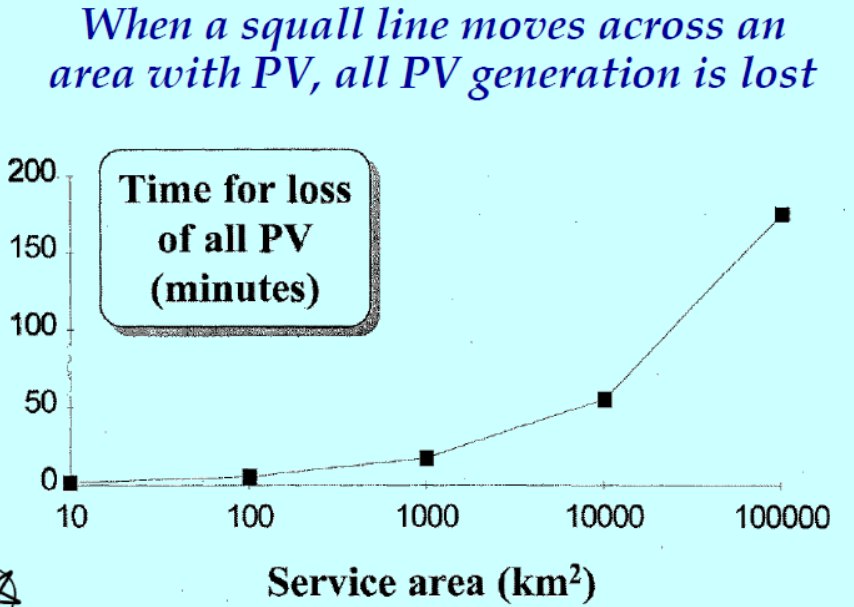 When a squall line moves across an
area with PV, all PV generation is lost
Time for loss
of all PV
(minutes)
200
150
100
50
0
10 100 1000 10000 100000
Service area (km²)